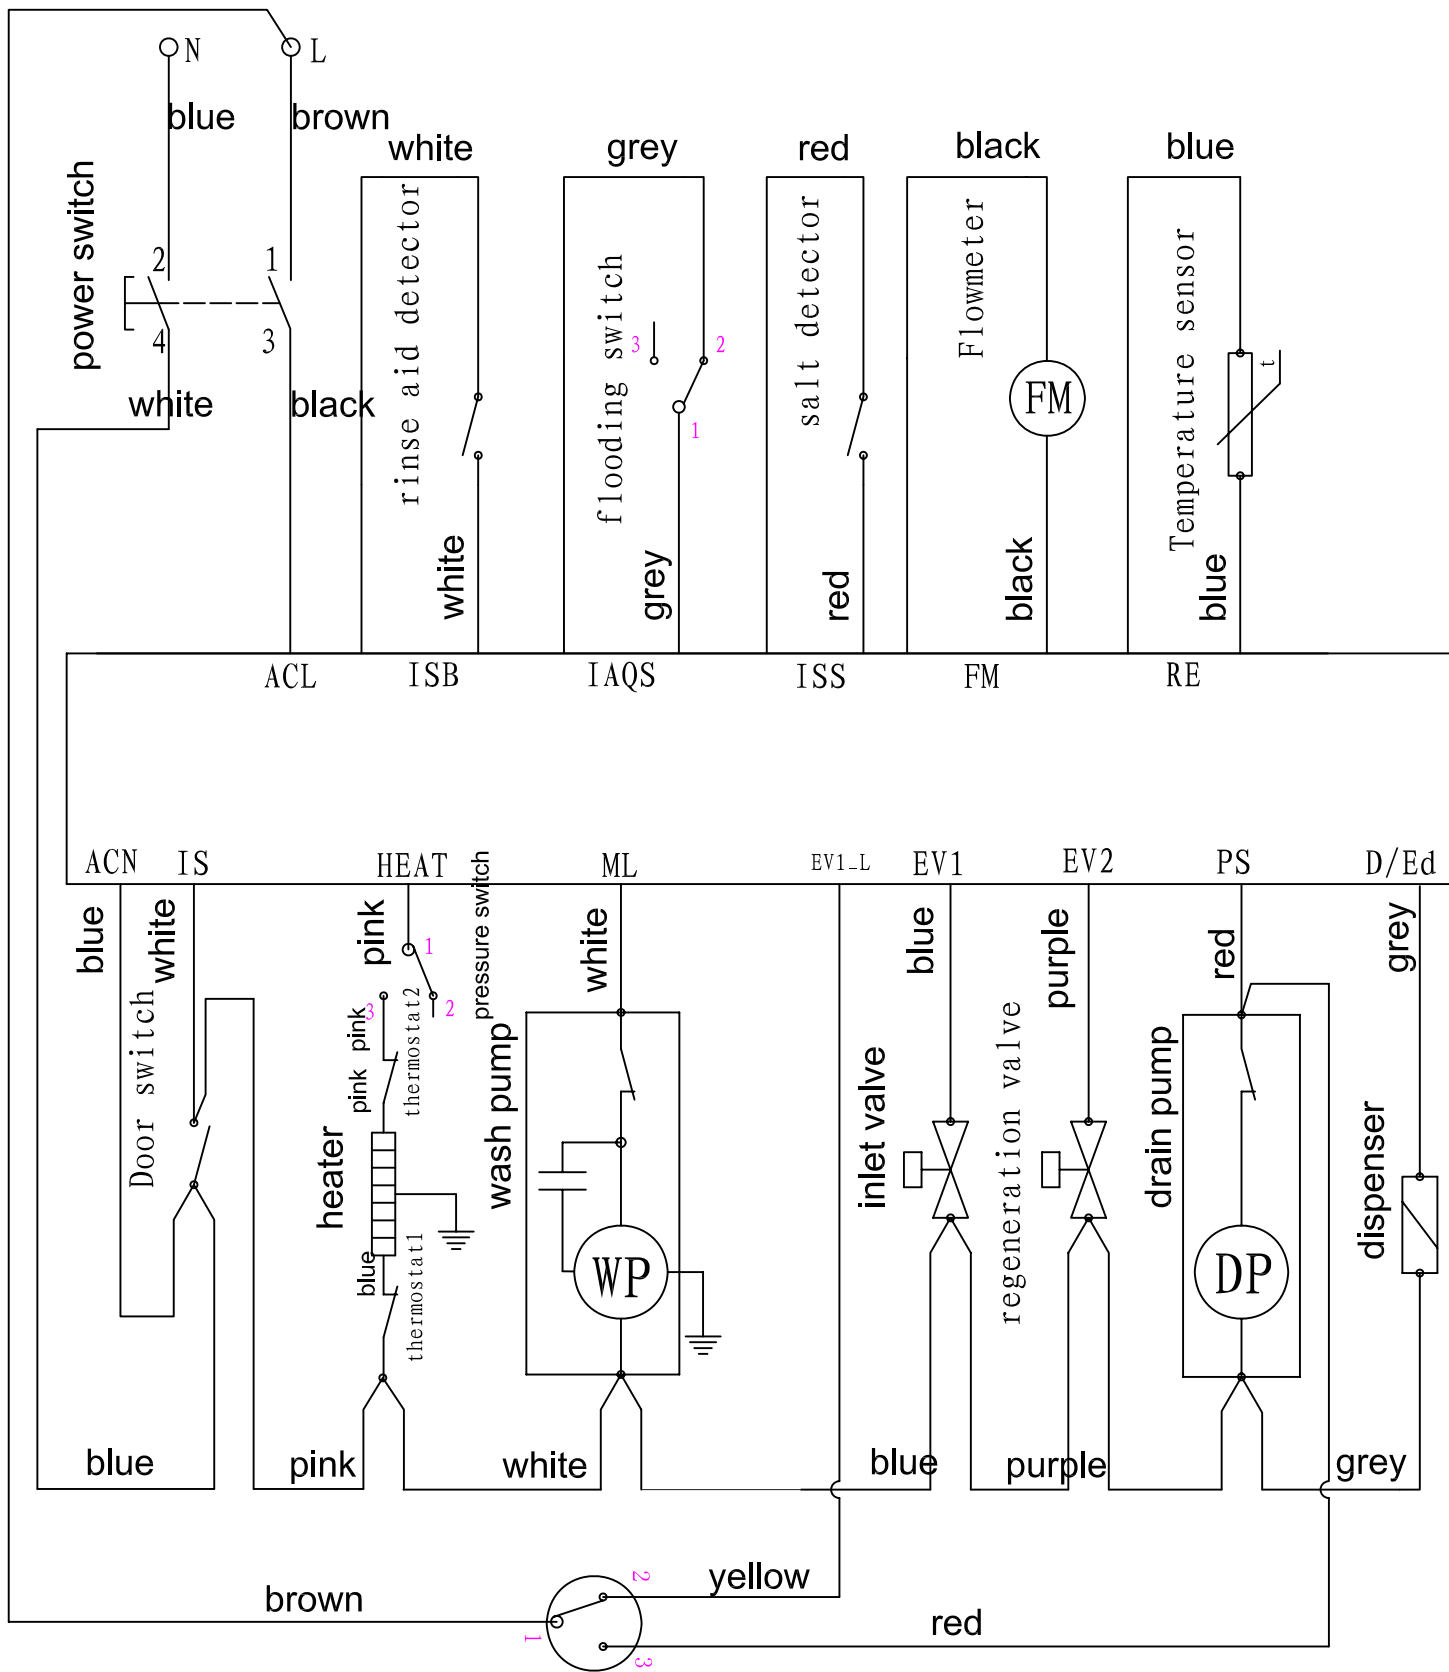 N
L
blue
brown
white
grey
red
black
blue
power switch
2
1
4
3
white
black
rinse aid detector
flooding switch
3
2
1
salt detector
Flowmeter
FM
Temperature sensor
t
white
grey
red
black
blue
ACL
ISB
IAQS
ISS
FM
RE
ACN
IS
HEAT
pressure switch
ML
EV1_L
EV1
EV2
PS
D/Ed
blue
white
pink
1
2
3
white
blue
purple
red
grey
Door switch
pink
pink
thermostat2
heater
blue
thermostat1
wash pump
WP
inlet valve
regeneration valve
drain pump
DP
dispenser
blue
pink
white
blue
purple
grey
brown
1
2
3
yellow
red